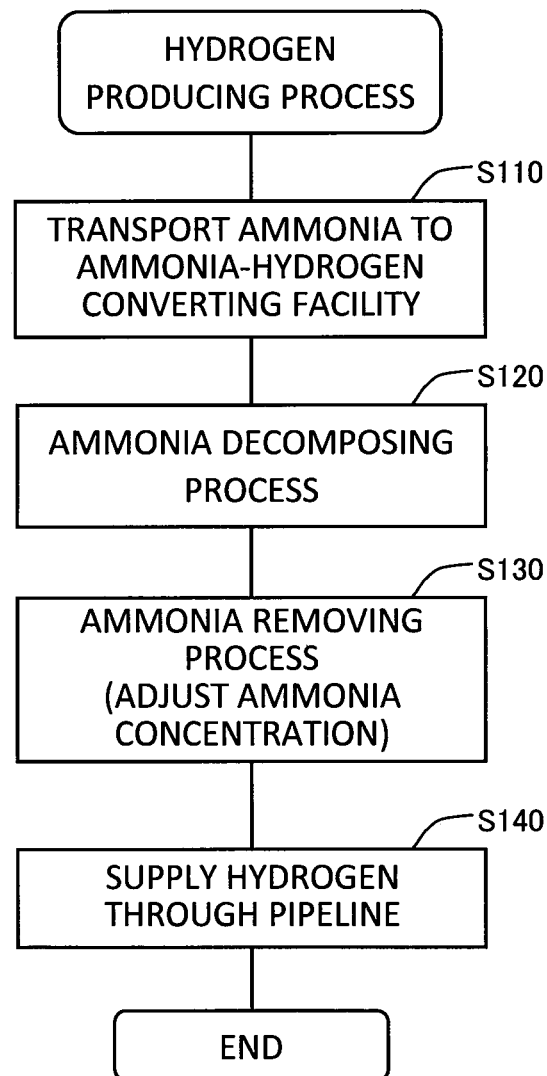 HYDROGEN
PRODUCING PROCESS
S110
TRANSPORT AMMONIA TO
AMMONIA-HYDROGEN
CONVERTING FACILITY
S120
AMMONIA DECOMPOSING
PROCESS
S130
AMMONIA REMOVING
PROCESS
(ADJUST AMMONIA
CONCENTRATION)
S140
SUPPLY HYDROGEN
THROUGH PIPELINE
END